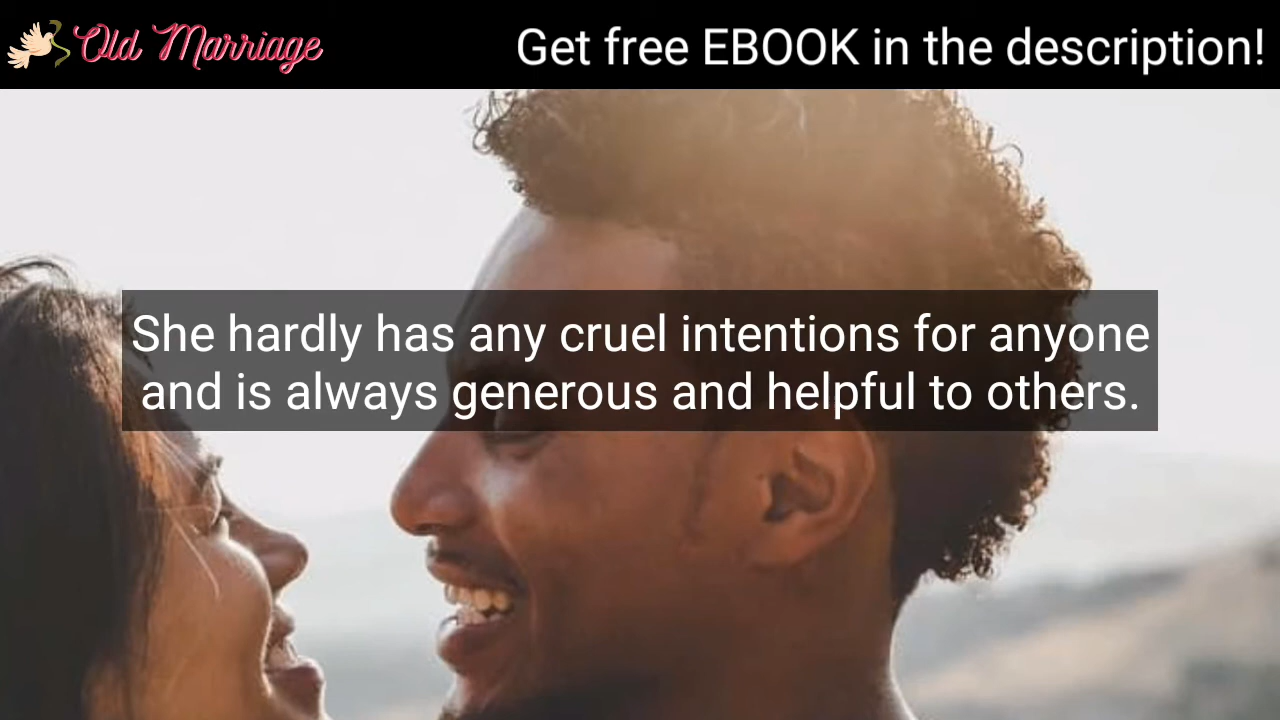 Old Marriage
Get free EBOOK in the description!
She hardly has any cruel intentions for anyone
and is always generous and helpful to others.